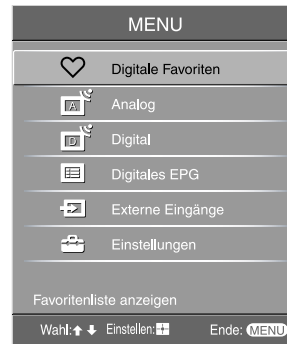 MENU
Digitale Favoriten
A Analog
D Digital
Digitales EPG
Externe Eingänge
Einstellungen
Favoritenliste anzeigen
Wahl: Einstellen: Ende: MENU